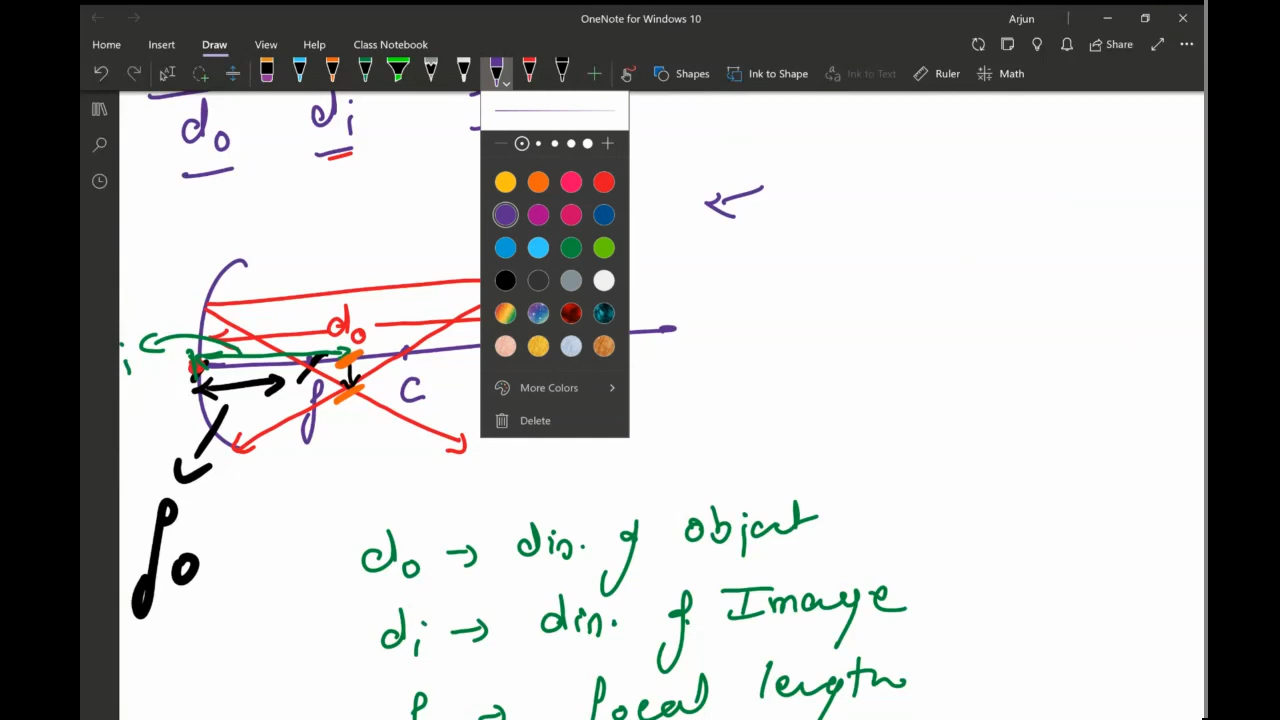 OneNote for Windows 10
Arjun
Home Insert Draw View Help Class Notebook
Share
Shapes Ink to Shape Ink to Text Ruler Math
do di
More Colors
Delete
do
i
f C
fo
do → dis. of object
di → dis. of Image
f → focal length